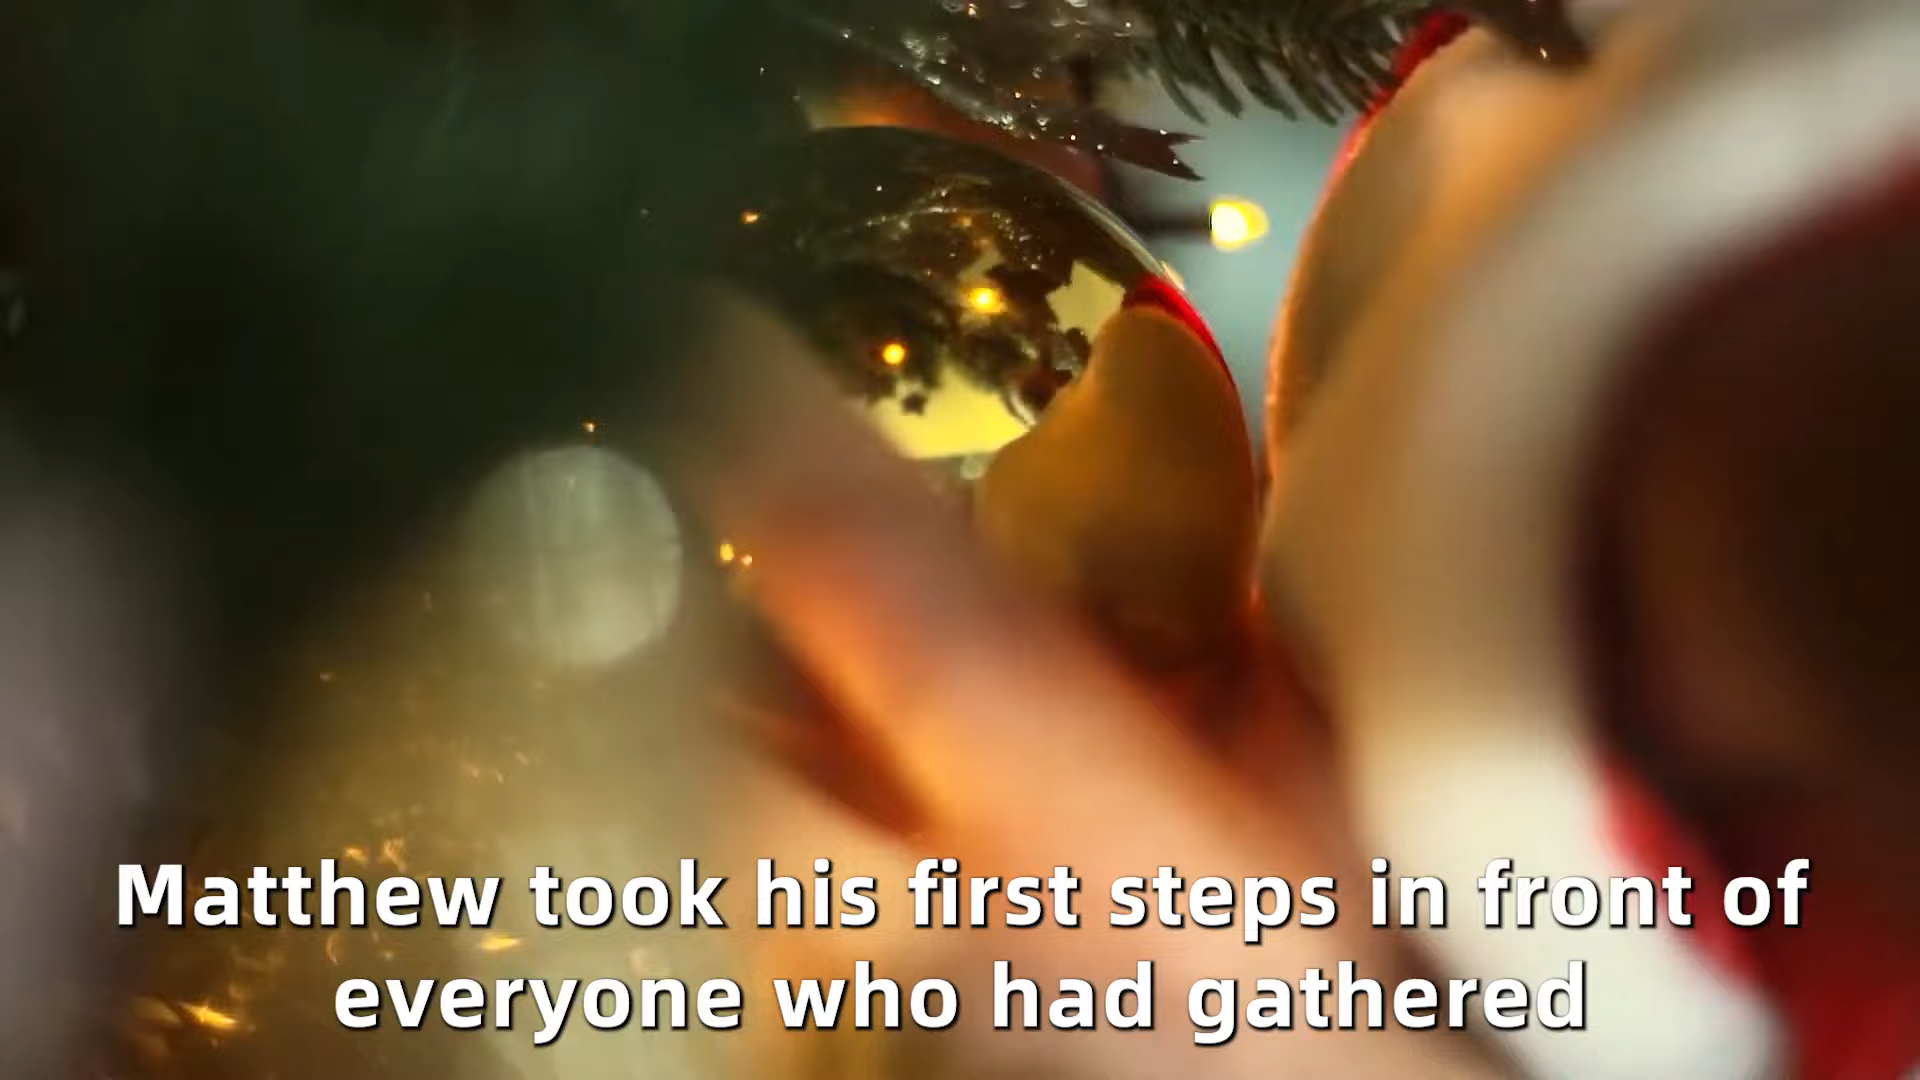 Matthew took his first steps in front of
everyone who had gathered